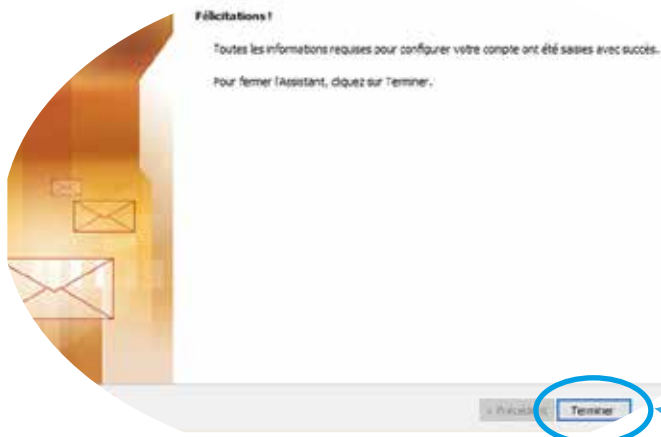 Félicitations !
Toutes les informations requises pour configurer votre compte ont été saisies avec succès.
Pour fermer l'Assistant, cliquez sur Terminer.
< Précédent
Terminer